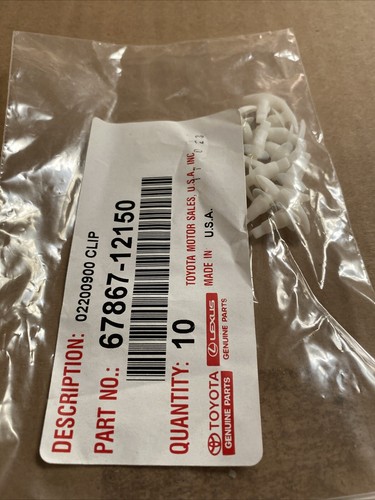 DESCRIPTION: 02200900 CLIP
PART NO.: 67867-12150
QUANTITY: 10
TOYOTA MOTOR SALES, U.S.A., INC.
MADE IN U.S.A.
TOYOTA
GENUINE PARTS
LEXUS
GENUINE PARTS